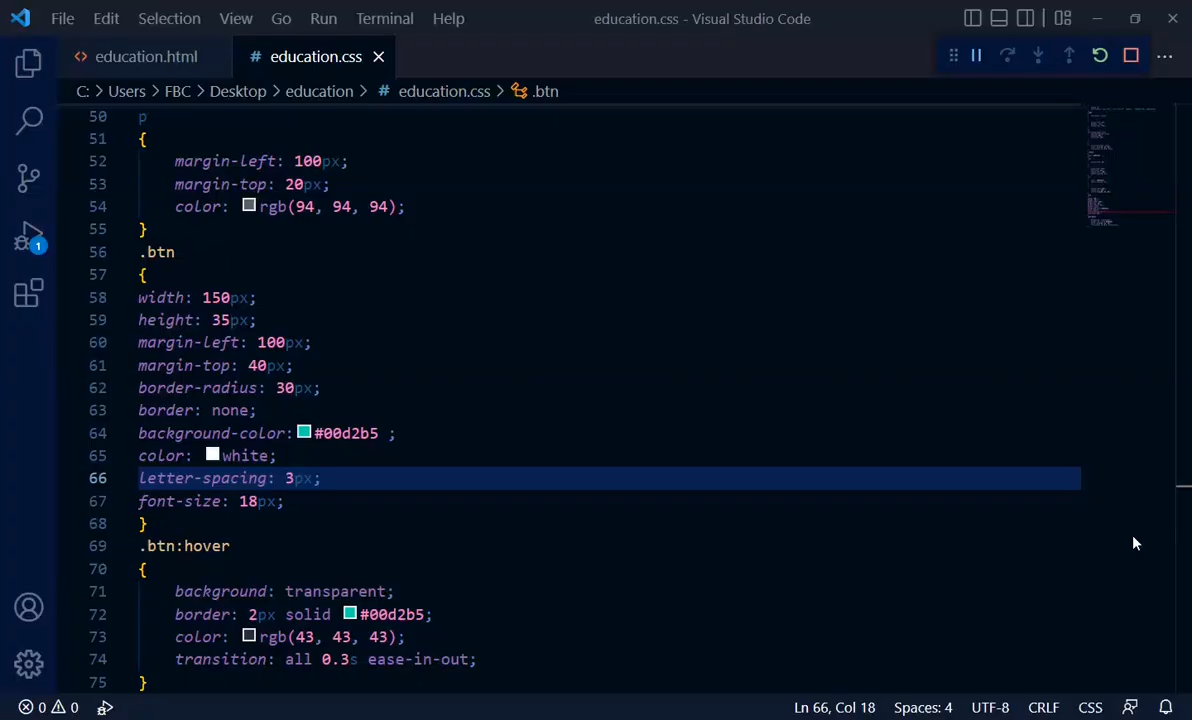 File Edit Selection View Go Run Terminal Help education.css - Visual Studio Code
education.html # education.css
C: > Users > FBC > Desktop > education > # education.css > .btn
50 p
51 {
52 margin-left: 100px;
53 margin-top: 20px;
54 color: rgb(94, 94, 94);
55 }
56 .btn
57 {
58 width: 150px;
59 height: 35px;
60 margin-left: 100px;
61 margin-top: 40px;
62 border-radius: 30px;
63 border: none;
64 background-color: #00d2b5 ;
65 color: white;
66 letter-spacing: 3px;
67 font-size: 18px;
68 }
69 .btn:hover
70 {
71 background: transparent;
72 border: 2px solid #00d2b5;
73 color: rgb(43, 43, 43);
74 transition: all 0.3s ease-in-out;
75 }
1
0 0 Ln 66, Col 18 Spaces: 4 UTF-8 CRLF CSS